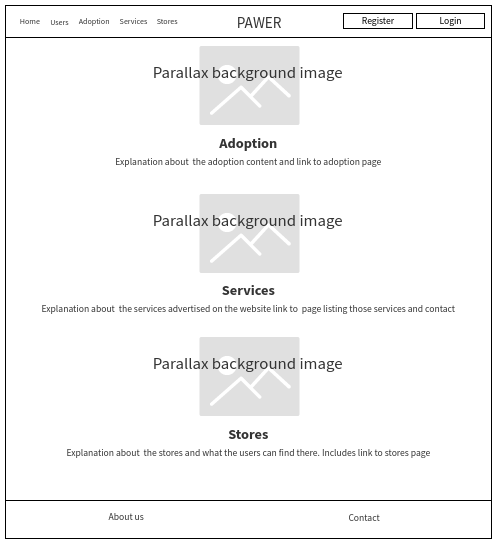 Home Users Adoption Services Stores PAWER Register Login
Parallax background image
Adoption
Explanation about the adoption content and link to adoption page
Parallax background image
Services
Explanation about the services advertised on the website link to page listing those services and contact
Parallax background image
Stores
Explanation about the stores and what the users can find there. Includes link to stores page
About us Contact